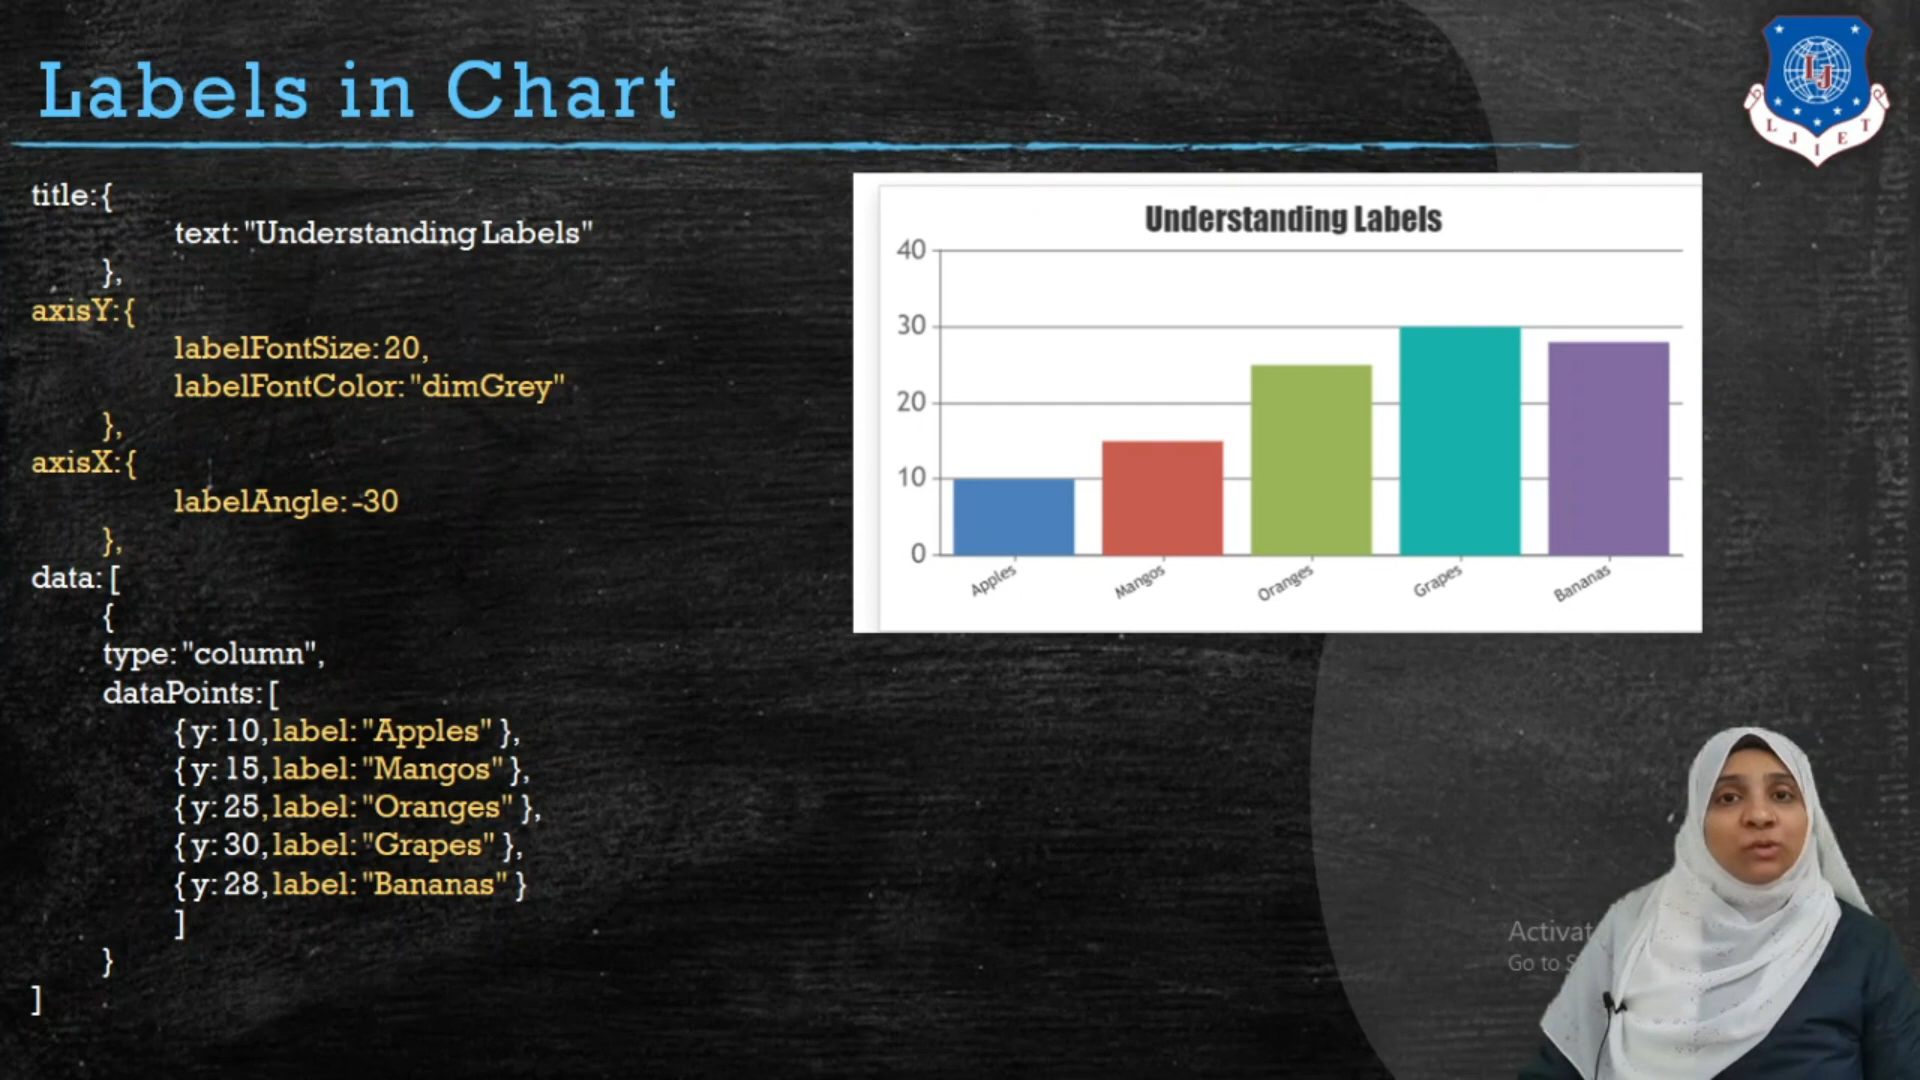 Labels in Chart
title: {
text: "Understanding Labels"
},
axisY: {
labelFontSize: 20,
labelFontColor: "dimGrey"
},
axisX: {
labelAngle: -30
},
data: [
{
type: "column",
dataPoints: [
{ y: 10, label: "Apples" },
{ y: 15, label: "Mangos" },
{ y: 25, label: "Oranges" },
{ y: 30, label: "Grapes" },
{ y: 28, label: "Bananas" }
]
}
]
Understanding Labels
40
30
20
10
0
Apples
Mangos
Oranges
Grapes
Bananas
LJ
L J I E T
Activat
Go to S